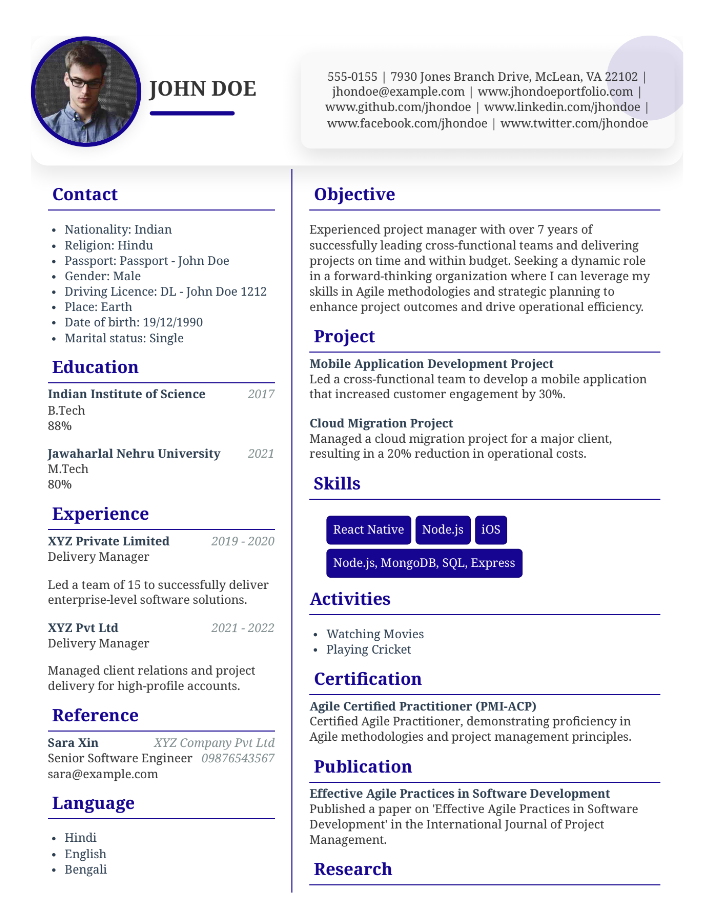 JOHN DOE
555-0155 | 7930 Jones Branch Drive, McLean, VA 22102 |
jhondoe@example.com | www.jhondoeportfolio.com |
www.github.com/jhondoe | www.linkedin.com/jhondoe |
www.facebook.com/jhondoe | www.twitter.com/jhondoe
Contact
• Nationality: Indian
• Religion: Hindu
• Passport: Passport - John Doe
• Gender: Male
• Driving Licence: DL - John Doe 1212
• Place: Earth
• Date of birth: 19/12/1990
• Marital status: Single
Education
Indian Institute of Science 2017
B.Tech
88%
Jawaharlal Nehru University 2021
M.Tech
80%
Experience
XYZ Private Limited 2019 - 2020
Delivery Manager
Led a team of 15 to successfully deliver
enterprise-level software solutions.
XYZ Pvt Ltd 2021 - 2022
Delivery Manager
Managed client relations and project
delivery for high-profile accounts.
Reference
Sara Xin XYZ Company Pvt Ltd
Senior Software Engineer 09876543567
sara@example.com
Language
• Hindi
• English
• Bengali
Objective
Experienced project manager with over 7 years of
successfully leading cross-functional teams and delivering
projects on time and within budget. Seeking a dynamic role
in a forward-thinking organization where I can leverage my
skills in Agile methodologies and strategic planning to
enhance project outcomes and drive operational efficiency.
Project
Mobile Application Development Project
Led a cross-functional team to develop a mobile application
that increased customer engagement by 30%.
Cloud Migration Project
Managed a cloud migration project for a major client,
resulting in a 20% reduction in operational costs.
Skills
React Native Node.js iOS
Node.js, MongoDB, SQL, Express
Activities
• Watching Movies
• Playing Cricket
Certification
Agile Certified Practitioner (PMI-ACP)
Certified Agile Practitioner, demonstrating proficiency in
Agile methodologies and project management principles.
Publication
Effective Agile Practices in Software Development
Published a paper on 'Effective Agile Practices in Software
Development' in the International Journal of Project
Management.
Research